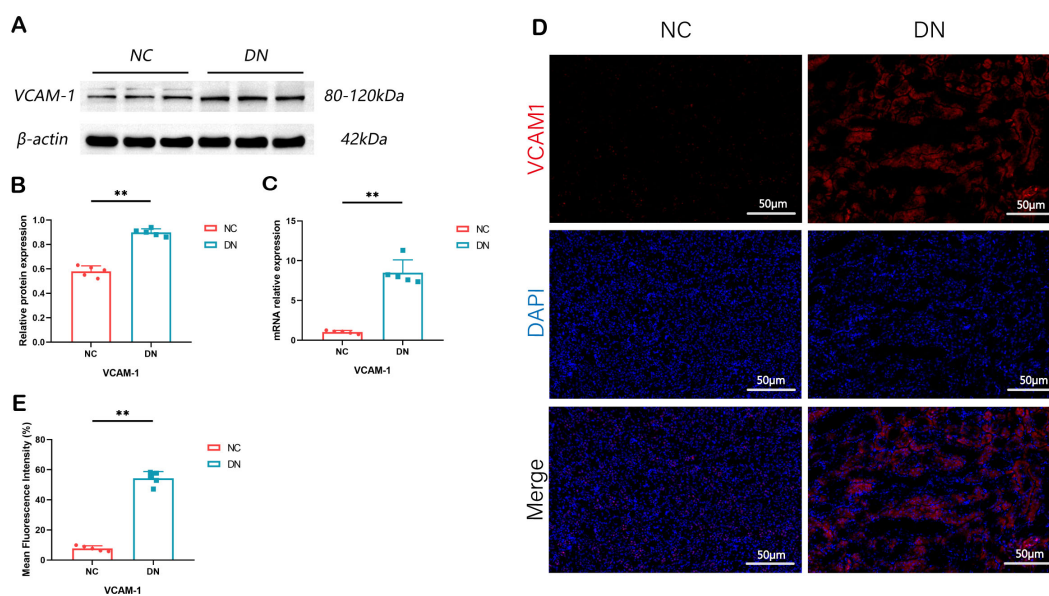 A
NC DN
VCAM-1 80-120kDa
β-actin 42kDa
B
**
Relative protein expression
1.0
0.8
0.6
0.4
0.2
0.0
NC DN
VCAM-1
NC
DN
C
**
mRNA relative expression
15
10
5
0
NC DN
VCAM-1
NC
DN
E
**
Mean Fluorescence Intensity (%)
80
60
40
20
0
NC DN
VCAM-1
NC
DN
D
NC DN
VCAM1
50μm 50μm
DAPI
50μm 50μm
Merge
50μm 50μm